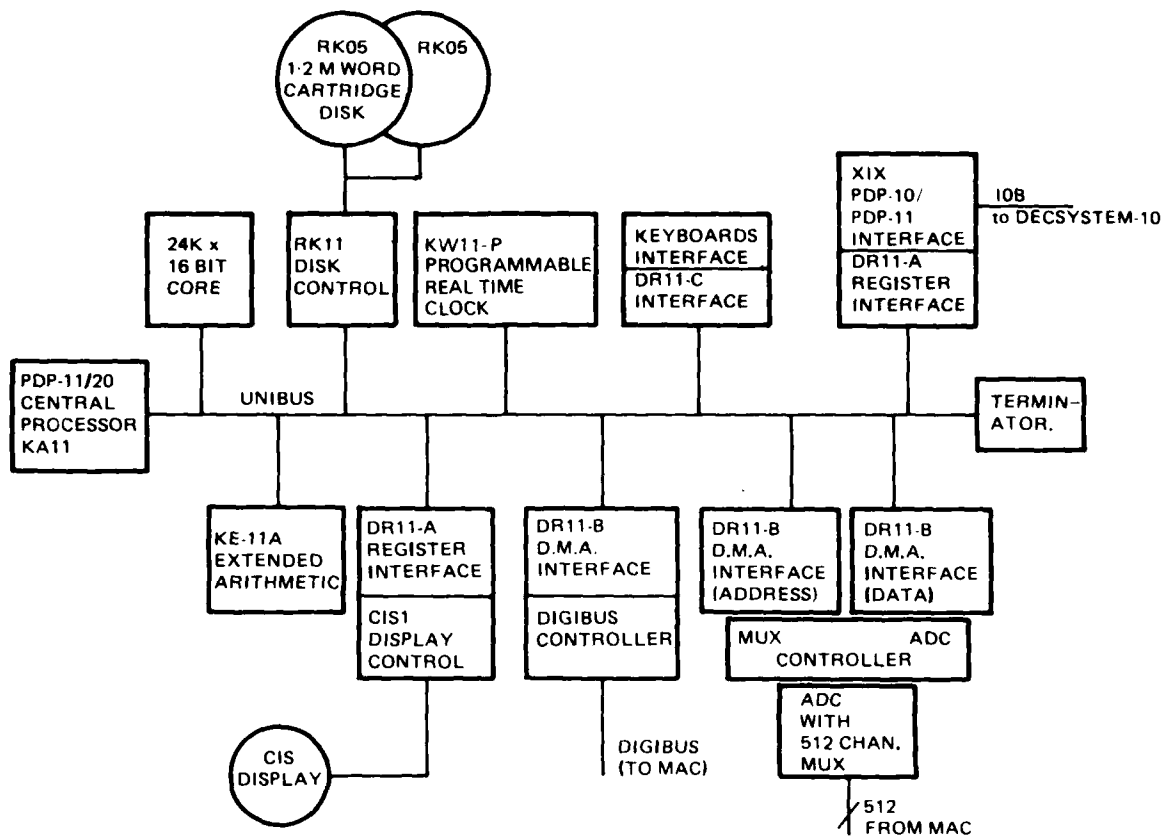 RK05
1·2 M WORD
CARTRIDGE
DISK
RK05
24K x
16 BIT
CORE
RK11
DISK
CONTROL
KW11-P
PROGRAMMABLE
REAL TIME
CLOCK
KEYBOARDS
INTERFACE
DR11-C
INTERFACE
XIX
PDP-10/
PDP-11
INTERFACE
DR11-A
REGISTER
INTERFACE
IOB
to DECSYSTEM-10
PDP-11/20
CENTRAL
PROCESSOR
KA11
UNIBUS
TERMIN-
ATOR.
KE-11A
EXTENDED
ARITHMETIC
DR11-A
REGISTER
INTERFACE
CIS1
DISPLAY
CONTROL
DR11-B
D.M.A.
INTERFACE
DIGIBUS
CONTROLLER
DR11-B
D.M.A.
INTERFACE
(ADDRESS)
DR11-B
D.M.A.
INTERFACE
(DATA)
MUX ADC
CONTROLLER
ADC
WITH
512 CHAN.
MUX
CIS
DISPLAY
DIGIBUS
(TO MAC)
512
FROM MAC